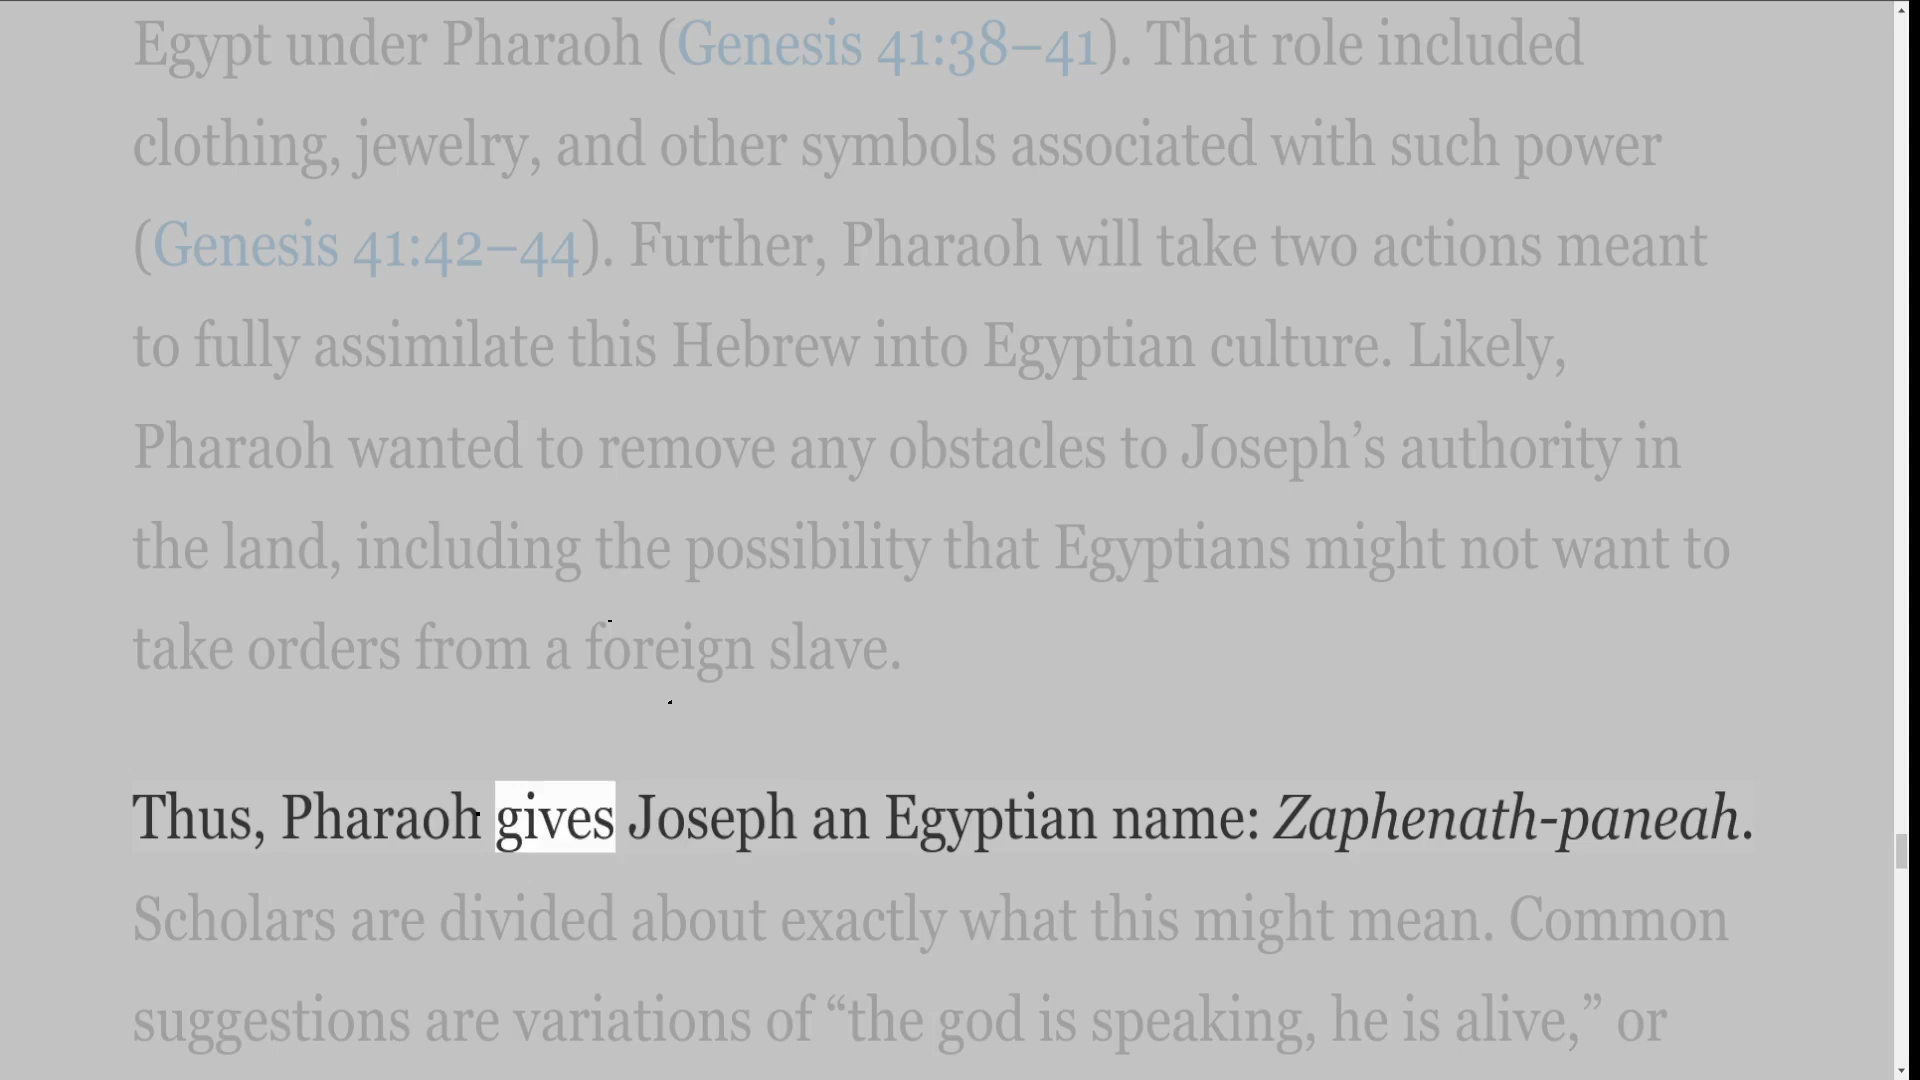 Egypt under Pharaoh (Genesis 41:38–41). That role included
clothing, jewelry, and other symbols associated with such power
(Genesis 41:42–44). Further, Pharaoh will take two actions meant
to fully assimilate this Hebrew into Egyptian culture. Likely,
Pharaoh wanted to remove any obstacles to Joseph’s authority in
the land, including the possibility that Egyptians might not want to
take orders from a foreign slave.
Thus, Pharaoh gives Joseph an Egyptian name: Zaphenath-paneah.
Scholars are divided about exactly what this might mean. Common
suggestions are variations of “the god is speaking, he is alive,” or